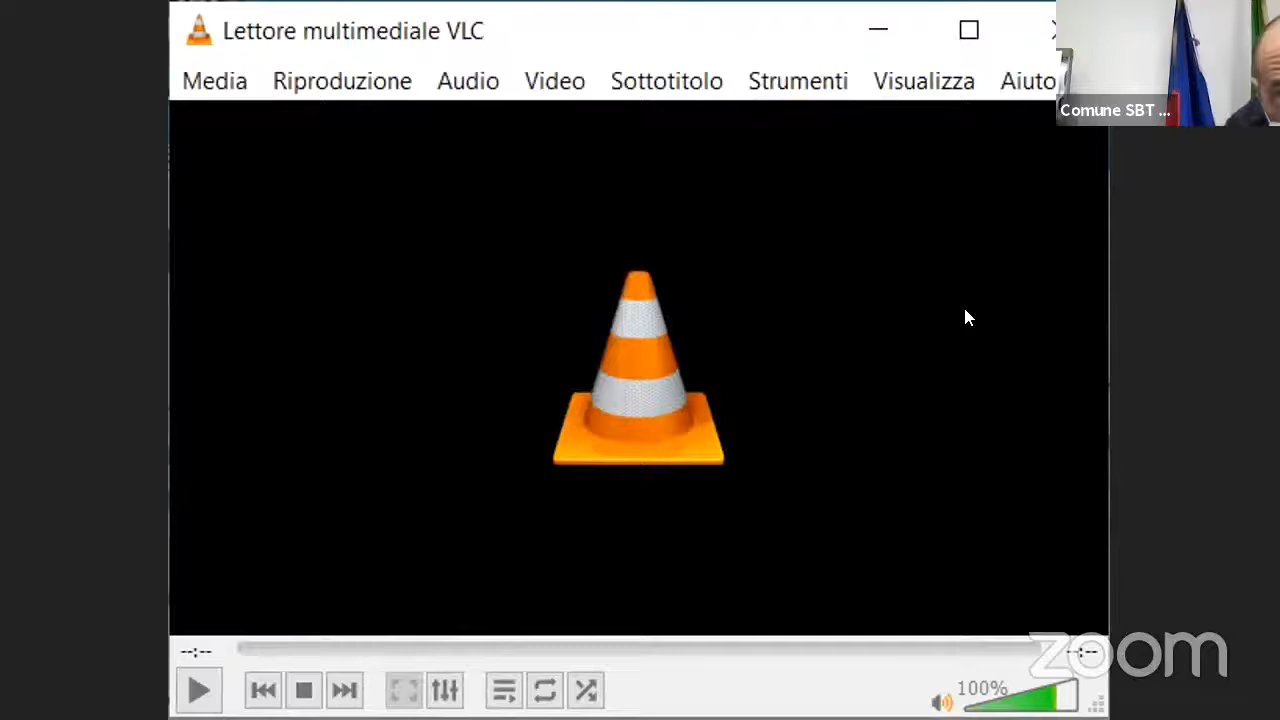 Lettore multimediale VLC
Media Riproduzione Audio Video Sottotitolo Strumenti Visualizza Aiuto
Comune SBT ...
--:-- --:--
100%
zoom